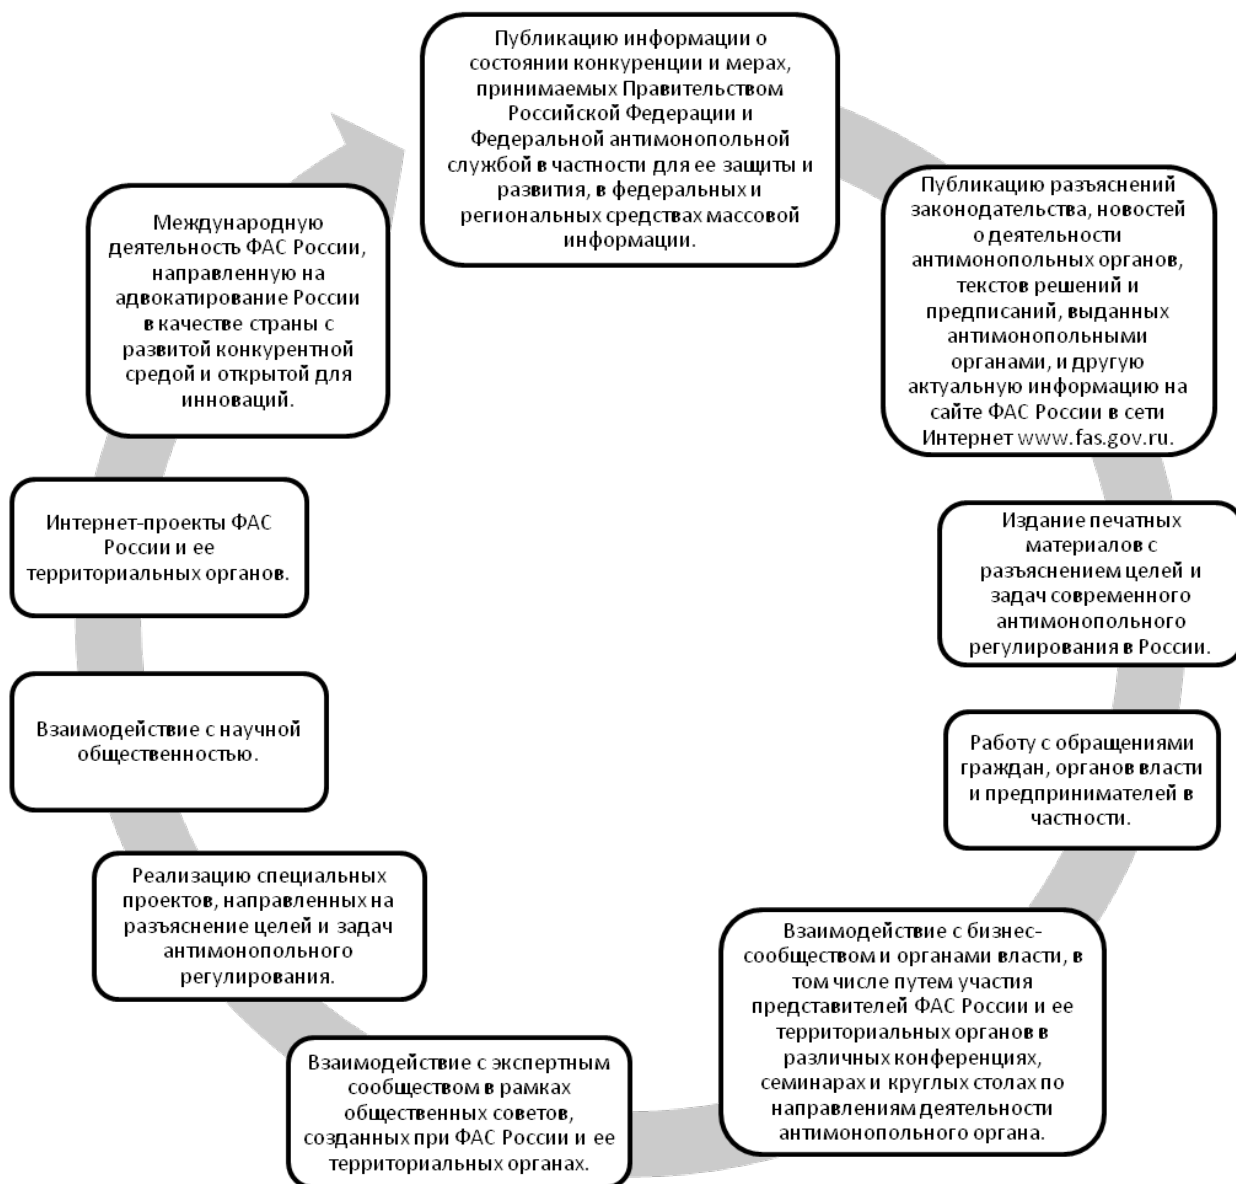 Публикацию информации о
состоянии конкуренции и мерах,
принимаемых Правительством
Российской Федерации и
Федеральной антимонопольной
службой в частности для ее защиты и
развития, в федеральных и
региональных средствах массовой
информации.
Публикацию разъяснений
законодательства, новостей
о деятельности
антимонопольных органов,
текстов решений и
предписаний, выданных
антимонопольными
органами, и другую
актуальную информацию на
сайте ФАС России в сети
Интернет www.fas.gov.ru.
Издание печатных
материалов с
разъяснением целей и
задач современного
антимонопольного
регулирования в России.
Работу с обращениями
граждан, органов власти
и предпринимателей в
частности.
Взаимодействие с бизнес-
сообществом и органами власти, в
том числе путем участия
представителей ФАС России и ее
территориальных органов в
различных конференциях,
семинарах и круглых столах по
направлениям деятельности
антимонопольного органа.
Взаимодействие с экспертным
сообществом в рамках
общественных советов,
созданных при ФАС России и ее
территориальных органах.
Реализацию специальных
проектов, направленных на
разъяснение целей и задач
антимонопольного
регулирования.
Взаимодействие с научной
общественностью.
Интернет-проекты ФАС
России и ее
территориальных органов.
Международную
деятельность ФАС России,
направленную на
адвокатирование России
в качестве страны с
развитой конкурентной
средой и открытой для
инноваций.